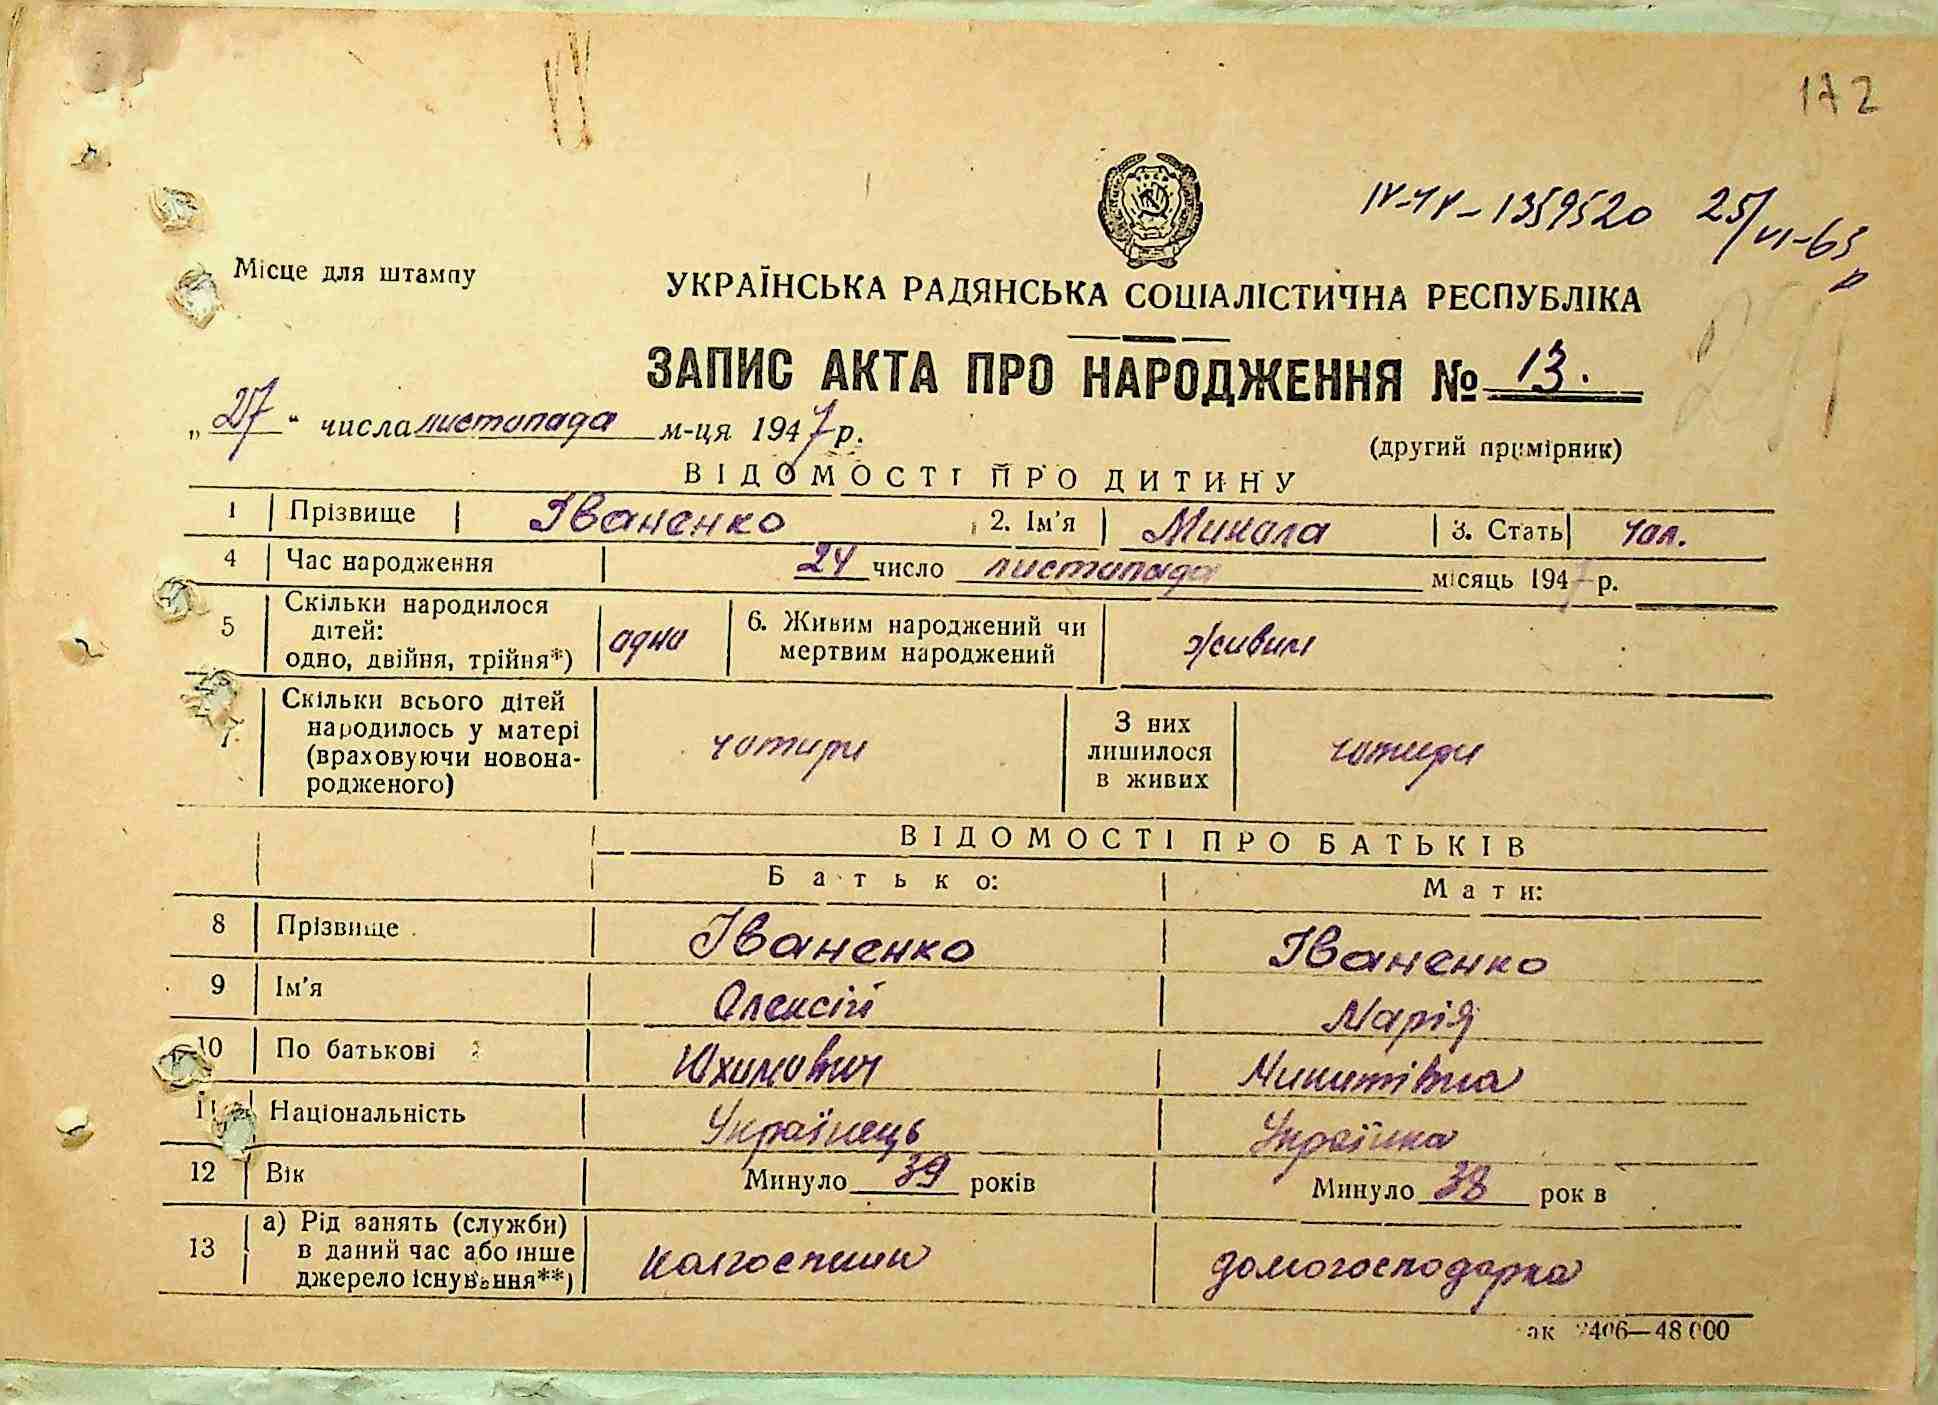 172
IV-ЧУ-1359520 25/VI-65
Місце для штампу
УКРАЇНСЬКА РАДЯНСЬКА СОЦІАЛІСТИЧНА РЕСПУБЛІКА
ЗАПИС АКТА ПРО НАРОДЖЕННЯ № 13.
„27" числа листопада м-ця 1947 р.
(другий примірник)
ВІДОМОСТІ ПРО ДИТИНУ
1 Прізвище Іваненко 2. Ім'я Микола 3. Стать чол.
4 Час народження 24 число листопада місяць 1947 р.
5 Скільки народилося дітей: одно, двійня, трійня*) одно 6. Живим народжений чи мертвим народжений живим
7. Скільки всього дітей народилось у матері (враховуючи новонародженого) чотири З них лишилося в живих чотири
ВІДОМОСТІ ПРО БАТЬКІВ
Батько: Мати:
8 Прізвище Іваненко Іваненко
9 Ім'я Олексій Марія
10 По батькові Юхимович Микитівна
11 Національність Українець Українка
12 Вік Минуло 39 років Минуло 38 рок в
13 а) Рід занять (служби) в даний час або інше джерело існування**) колгоспник домогосподарка
ак 2406—48 000